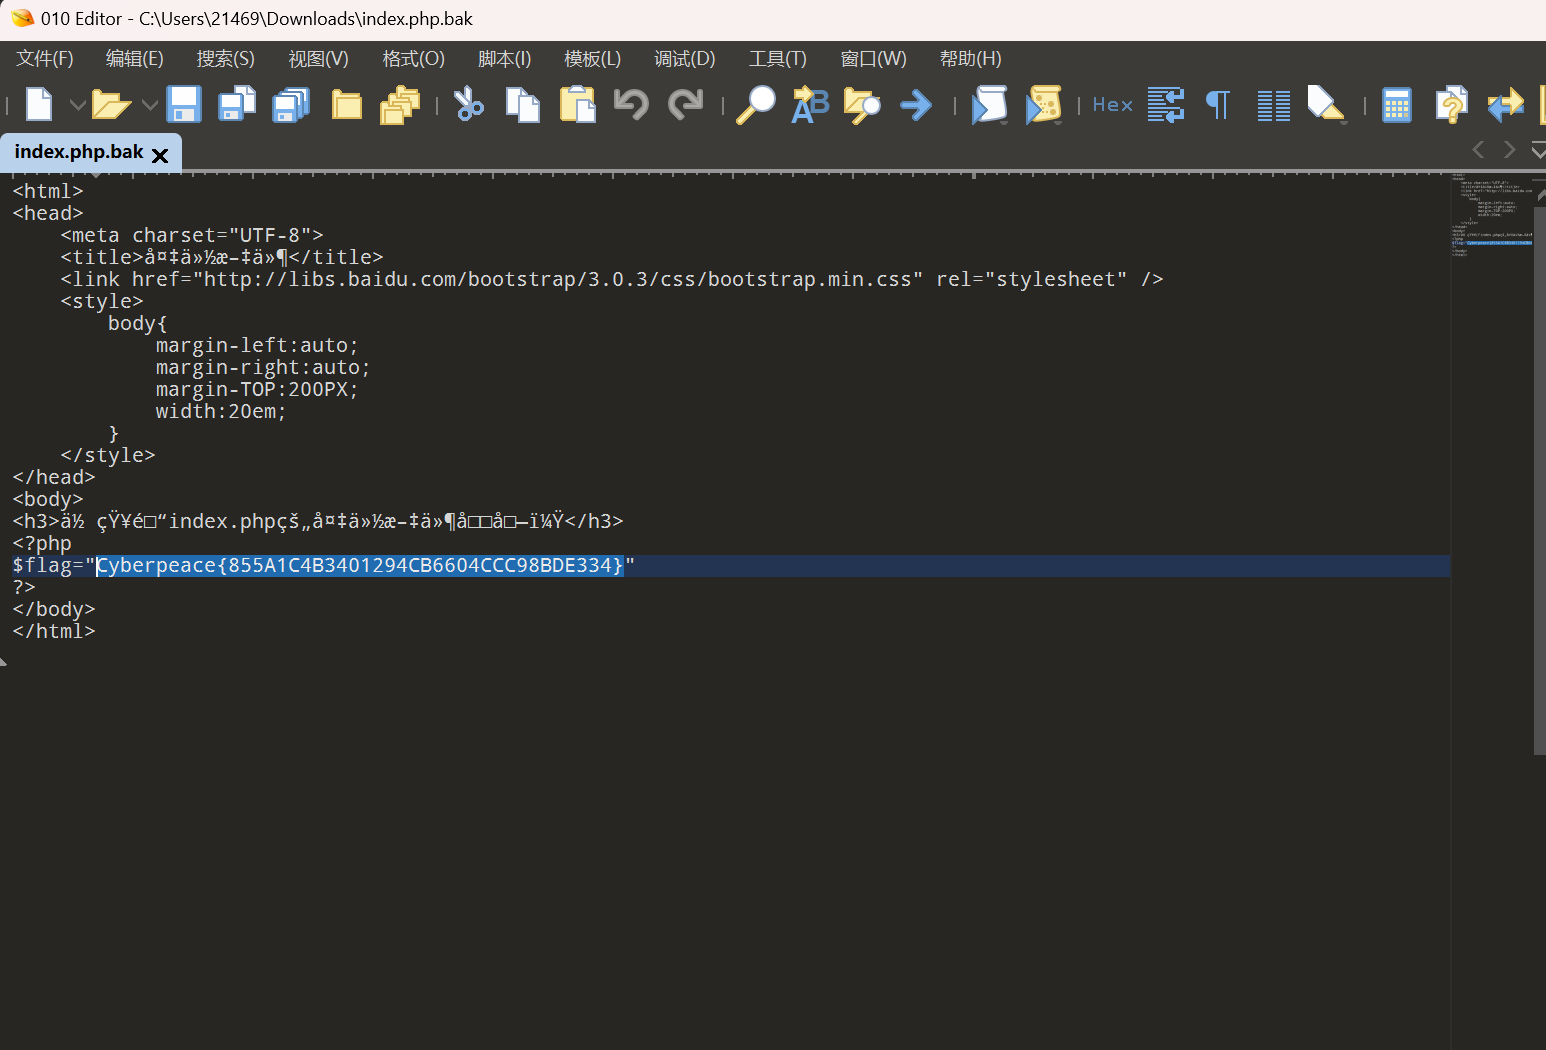 010 Editor - C:\Users\21469\Downloads\index.php.bak
文件(F) 编辑(E) 搜索(S) 视图(V) 格式(O) 脚本(I) 模板(L) 调试(D) 工具(T) 窗口(W) 帮助(H)
Hex
index.php.bak
<html>
<head>
    <meta charset="UTF-8">
    <title>å¤‡ä»½æ–‡ä»¶</title>
    <link href="http://libs.baidu.com/bootstrap/3.0.3/css/bootstrap.min.css" rel="stylesheet" />
    <style>
        body{
            margin-left:auto;
            margin-right:auto;
            margin-TOP:200PX;
            width:20em;
        }
    </style>
</head>
<body>
<h3>ä½ çŸ¥é□“index.phpçš„å¤‡ä»½æ–‡ä»¶å□□å□—ï¼Ÿ</h3>
<?php
$flag="Cyberpeace{855A1C4B3401294CB6604CCC98BDE334}"
?>
</body>
</html>